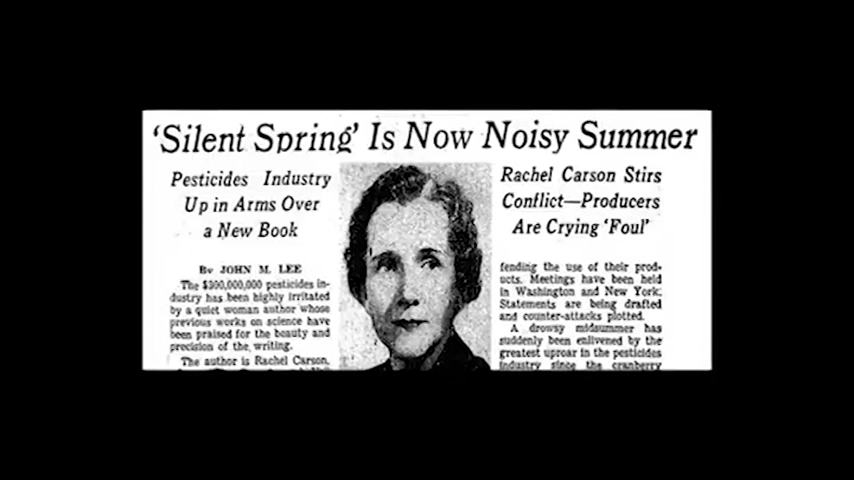 'Silent Spring' Is Now Noisy Summer
Pesticides Industry
Up in Arms Over
a New Book
By JOHN M. LEE
The $300,000,000 pesticides in-
dustry has been highly irritated
by a quiet woman author whose
previous works on science have
been praised for the beauty and
precision of the writing.
The author is Rachel Carson,
Rachel Carson Stirs
Conflict—Producers
Are Crying 'Foul'
fending the use of their prod-
ucts. Meetings have been held
in Washington and New York.
Statements are being drafted
and counter-attacks plotted.
A drowsy midsummer has
suddenly been enlivened by the
greatest uproar in the pesticides
industry since the cranberry